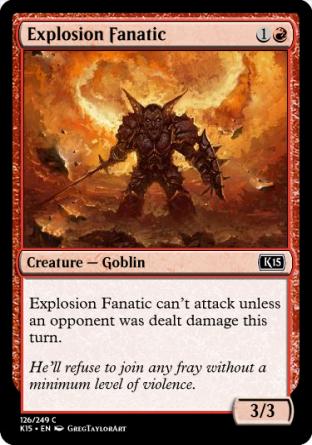 Explosion Fanatic 1
Creature — Goblin K15
Explosion Fanatic can't attack unless
an opponent was dealt damage this
turn.
He'll refuse to join any fray without a
minimum level of violence.
3/3
126/249 C
K15 • EN GregTaylorArt